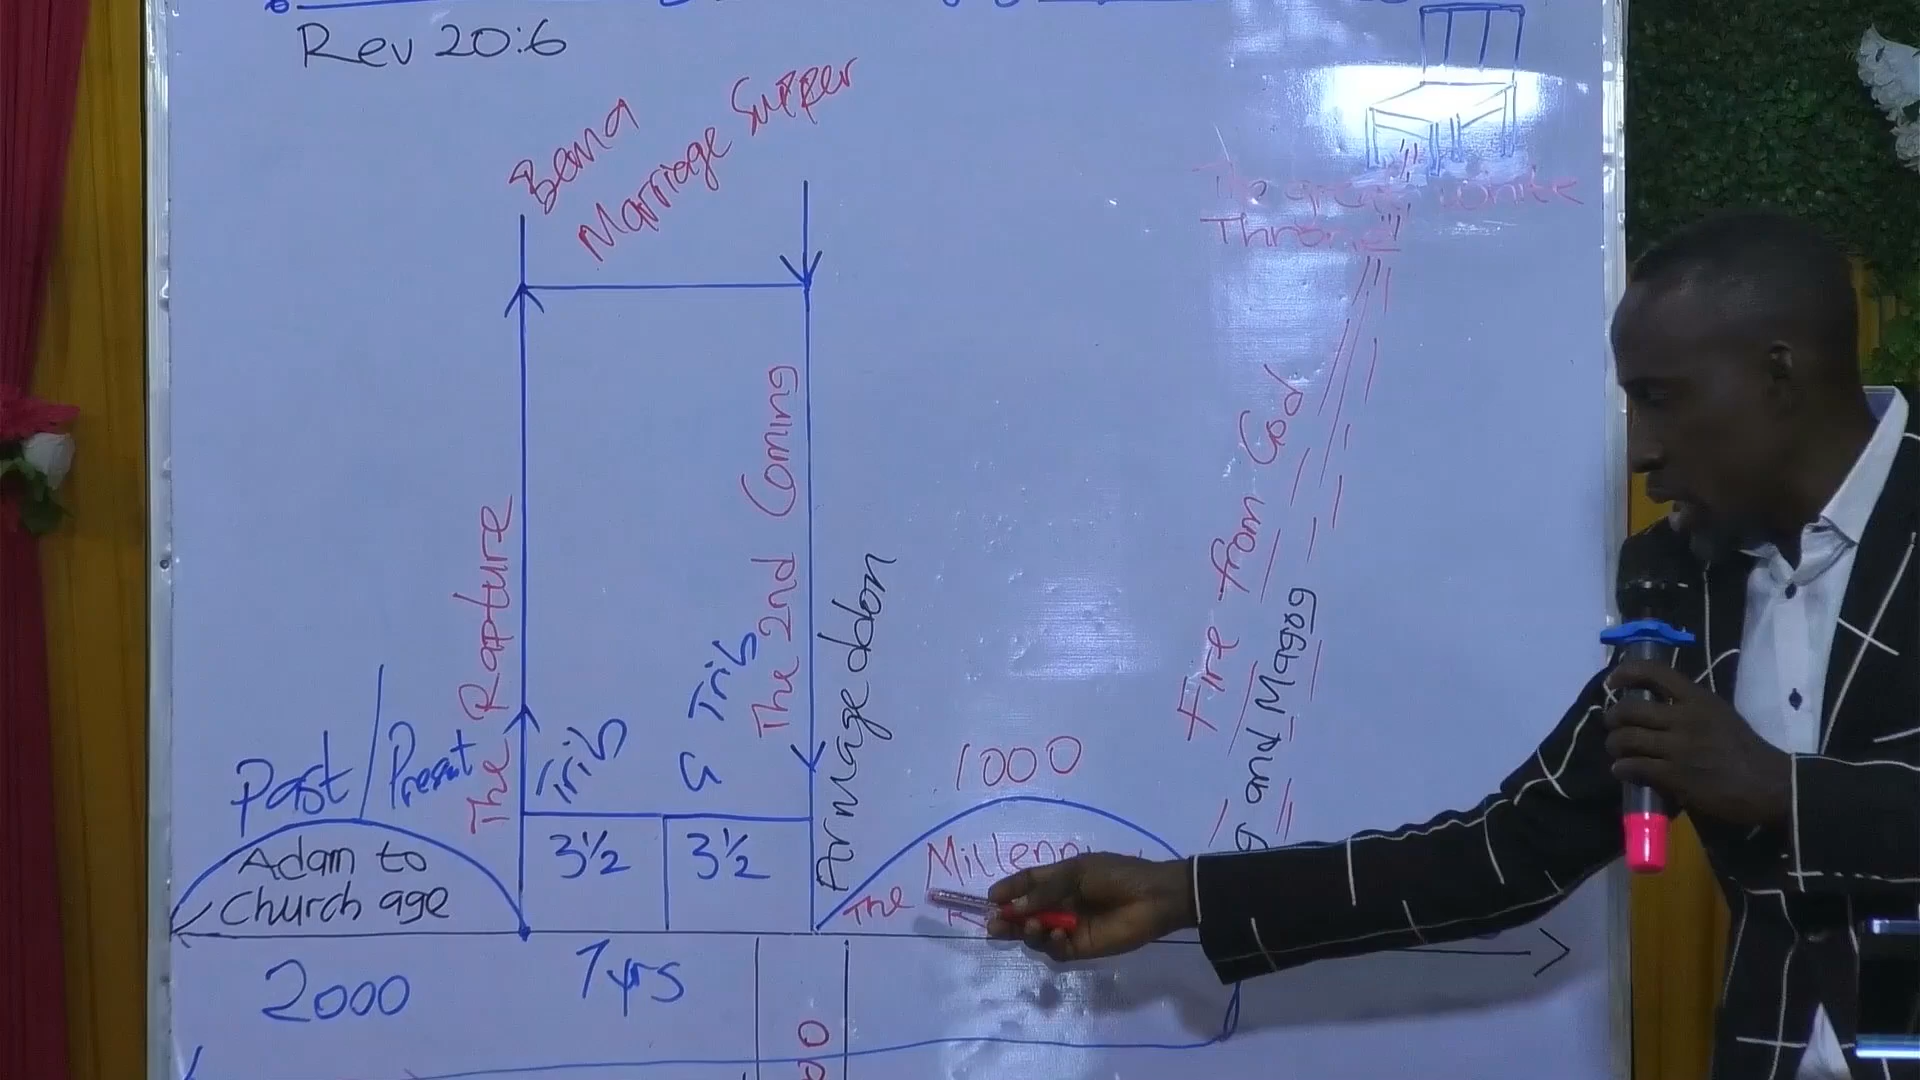 Rev 20:6
Bema
Marriage Supper
The great white
Throne
The Rapture
The 2nd Coming
Armageddon
Fire from God
and Magog
Past/Present
Trib
G Trib
1000
Adam to
Church age
3½
3½
The
2000
7yrs